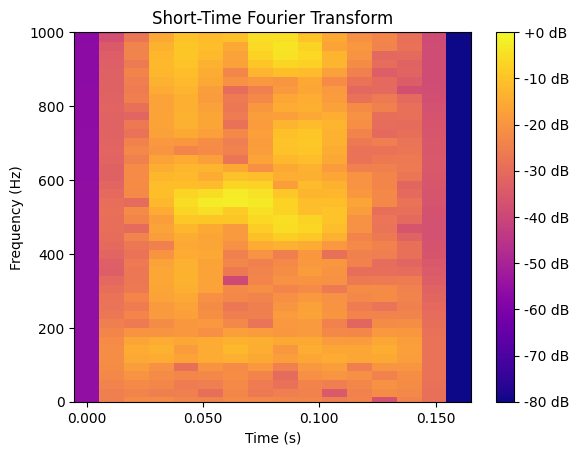 Short-Time Fourier Transform
1000
800
600
400
200
0
Frequency (Hz)
0.000
0.050
0.100
0.150
Time (s)
+0 dB
-10 dB
-20 dB
-30 dB
-40 dB
-50 dB
-60 dB
-70 dB
-80 dB